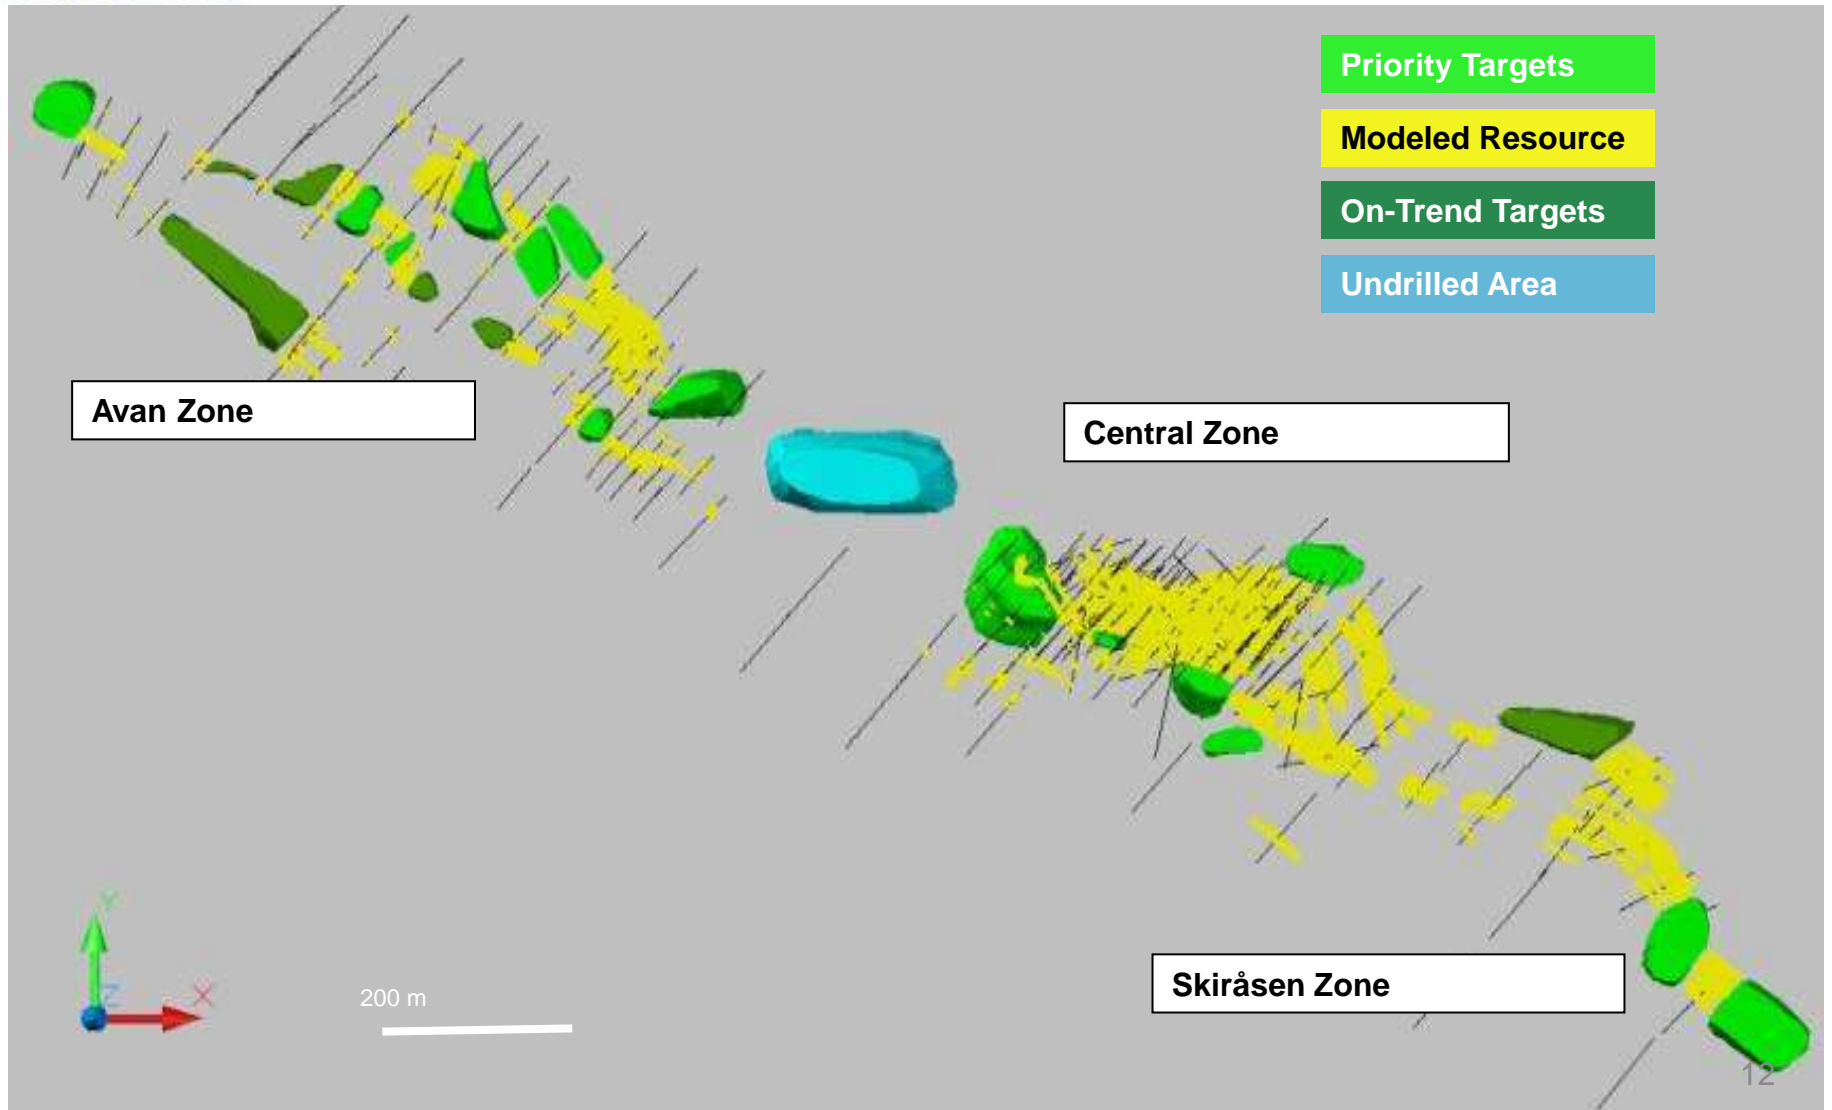 Priority Targets
Modeled Resource
On-Trend Targets
Undrilled Area
Avan Zone
Central Zone
Skiråsen Zone
Y
Z
X
200 m
12